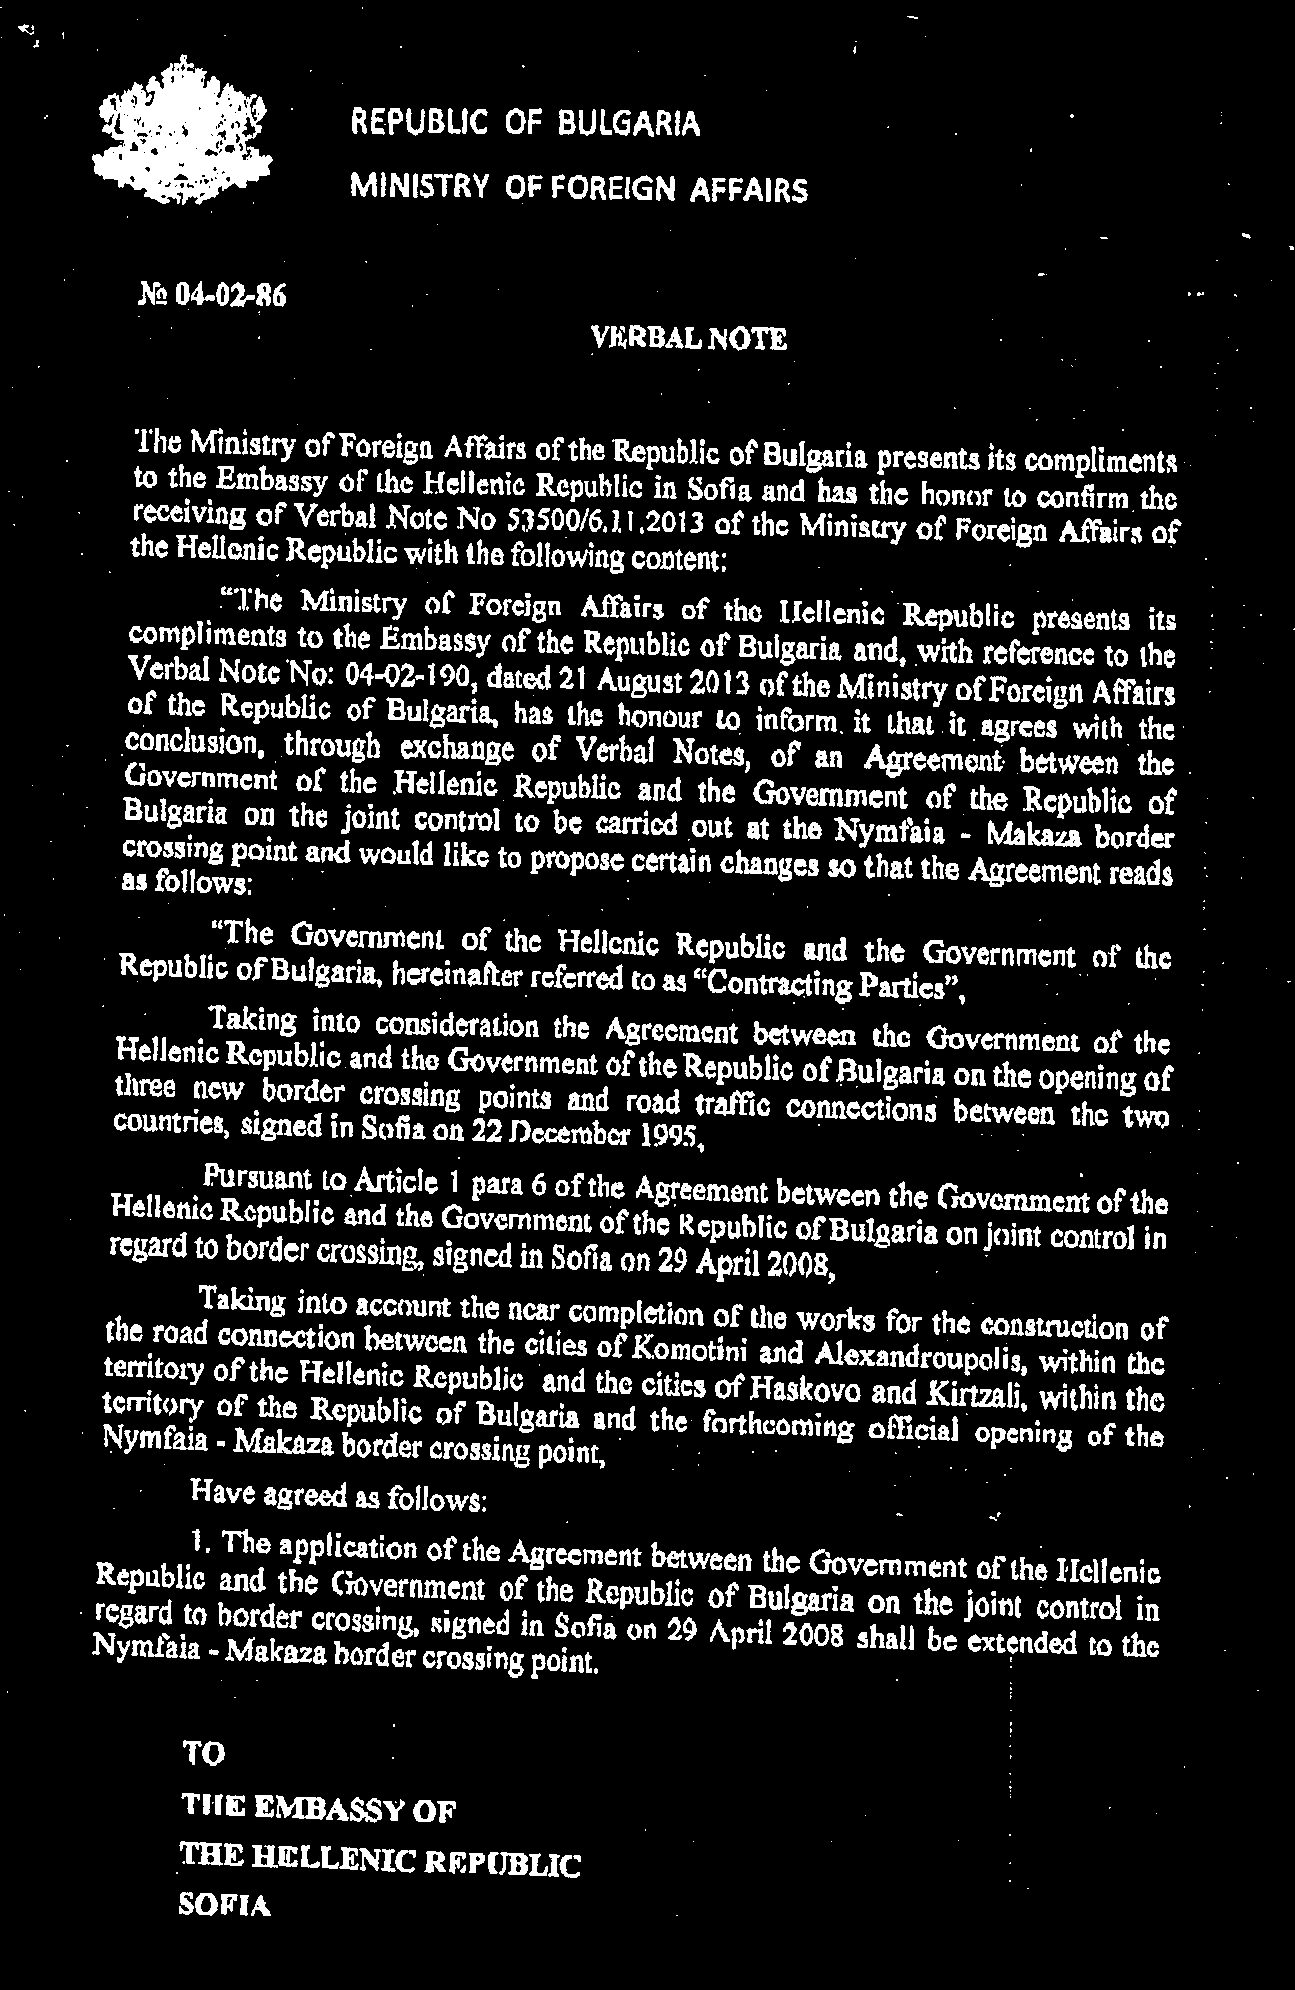 REPUBLIC OF BULGARIA
MINISTRY OF FOREIGN AFFAIRS
№ 04-02-86
VERBAL NOTE
The Ministry of Foreign Affairs of the Republic of Bulgaria presents its compliments
to the Embassy of the Hellenic Republic in Sofia and has the honor to confirm the
receiving of Verbal Note No 53500/6.11.2013 of the Ministry of Foreign Affairs of
the Hellenic Republic with the following content:
"The Ministry of Foreign Affairs of the Hellenic Republic presents its
compliments to the Embassy of the Republic of Bulgaria and, with reference to the
Verbal Note No: 04-02-190, dated 21 August 2013 of the Ministry of Foreign Affairs
of the Republic of Bulgaria, has the honour to inform it that it agrees with the
conclusion, through exchange of Verbal Notes, of an Agreement between the
Government of the Hellenic Republic and the Government of the Republic of
Bulgaria on the joint control to be carried out at the Nymfaia - Makaza border
crossing point and would like to propose certain changes so that the Agreement reads
as follows:
"The Government of the Hellenic Republic and the Government of the
Republic of Bulgaria, hereinafter referred to as "Contracting Parties",
Taking into consideration the Agreement between the Government of the
Hellenic Republic and the Government of the Republic of Bulgaria on the opening of
three new border crossing points and road traffic connections between the two
countries, signed in Sofia on 22 December 1995,
Pursuant to Article 1 para 6 of the Agreement between the Government of the
Hellenic Republic and the Government of the Republic of Bulgaria on joint control in
regard to border crossing, signed in Sofia on 29 April 2008,
Taking into account the near completion of the works for the construction of
the road connection between the cities of Komotini and Alexandroupolis, within the
territory of the Hellenic Republic and the cities of Haskovo and Kirtzali, within the
territory of the Republic of Bulgaria and the forthcoming official opening of the
Nymfaia - Makaza border crossing point,
Have agreed as follows:
1. The application of the Agreement between the Government of the Hellenic
Republic and the Government of the Republic of Bulgaria on the joint control in
regard to border crossing, signed in Sofia on 29 April 2008 shall be extended to the
Nymfaia - Makaza border crossing point.
TO
THE EMBASSY OF
THE HELLENIC REPUBLIC
SOFIA